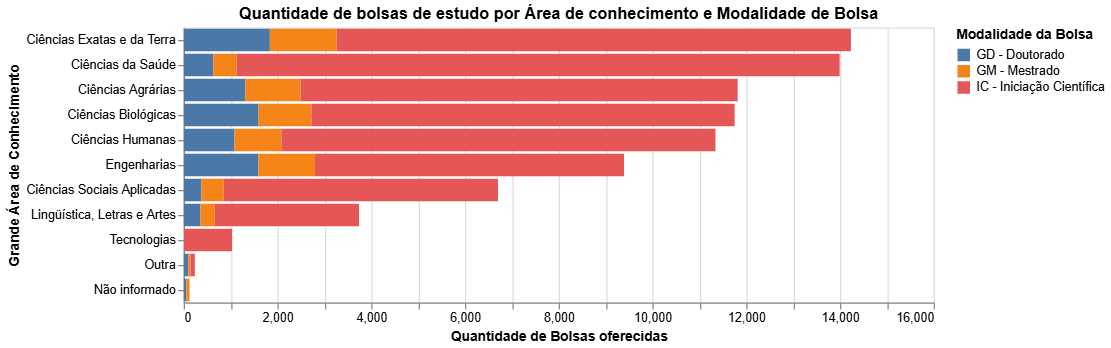 Quantidade de bolsas de estudo por Área de conhecimento e Modalidade de Bolsa
Grande Área de Conhecimento
Ciências Exatas e da Terra
Ciências da Saúde
Ciências Agrárias
Ciências Biológicas
Ciências Humanas
Engenharias
Ciências Sociais Aplicadas
Lingüística, Letras e Artes
Tecnologias
Outra
Não informado
0 2,000 4,000 6,000 8,000 10,000 12,000 14,000 16,000
Quantidade de Bolsas oferecidas
Modalidade da Bolsa
GD - Doutorado
GM - Mestrado
IC - Iniciação Científica